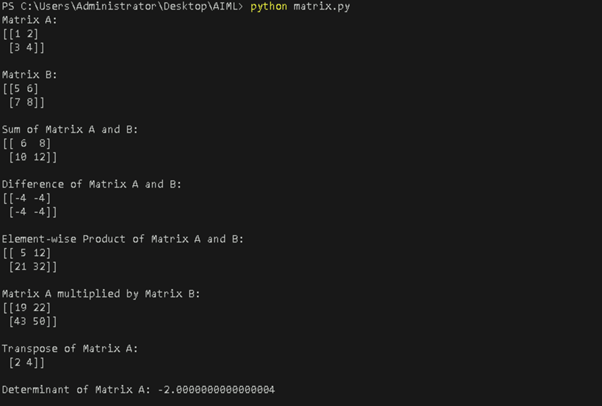 PS C:\Users\Administrator\Desktop\AIML> python matrix.py
Matrix A:
[[1 2]
 [3 4]]
Matrix B:
[[5 6]
 [7 8]]
Sum of Matrix A and B:
[[ 6  8]
 [10 12]]
Difference of Matrix A and B:
[[-4 -4]
 [-4 -4]]
Element-wise Product of Matrix A and B:
[[ 5 12]
 [21 32]]
Matrix A multiplied by Matrix B:
[[19 22]
 [43 50]]
Transpose of Matrix A:
 [2 4]]
Determinant of Matrix A: -2.0000000000000004